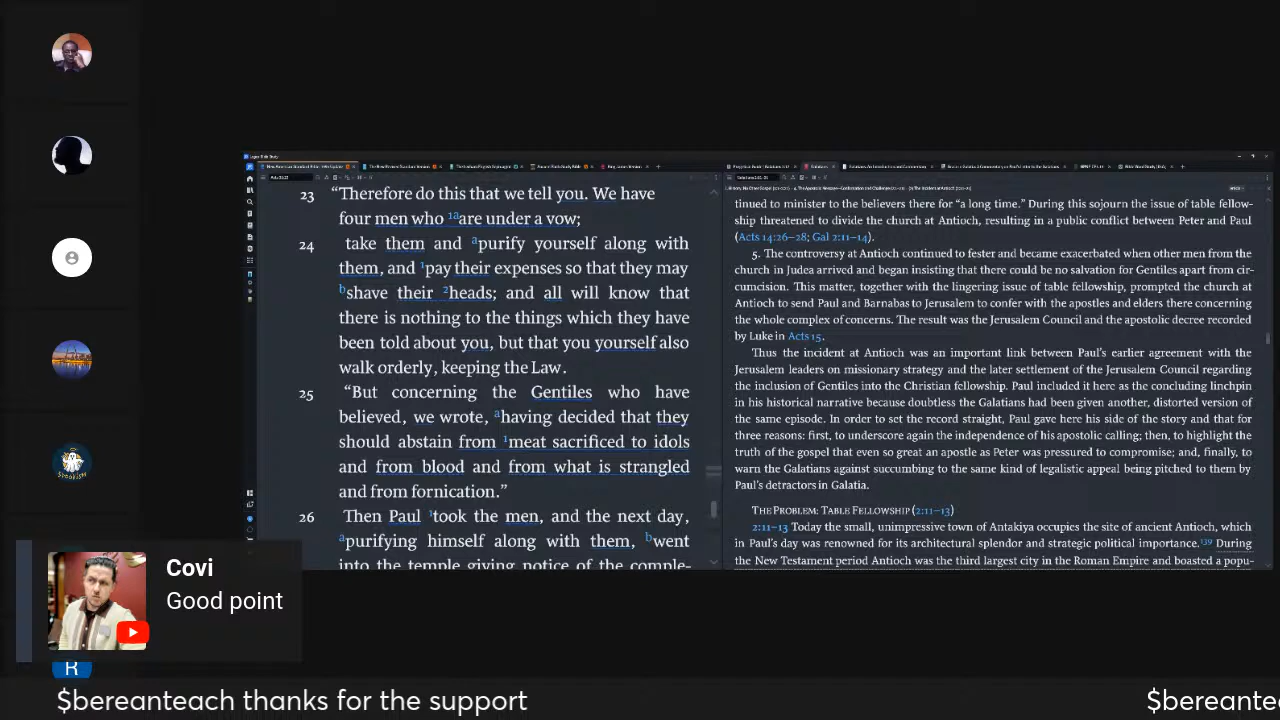 23 “Therefore do this that we tell you. We have
four men who 1aare under a vow;
24 take them and apurify yourself along with
them, and 1pay their expenses so that they may
bshave their 2heads; and all will know that
there is nothing to the things which they have
been told about you, but that you yourself also
walk orderly, keeping the Law.
25 “But concerning the Gentiles who have
believed, we wrote, ahaving decided that they
should abstain from 1meat sacrificed to idols
and from blood and from what is strangled
and from fornication.”
26 Then Paul 1took the men, and the next day,
apurifying himself along with them, bwent
into the temple giving notice of the comple-
tinued to minister to the believers there for “a long time.” During this sojourn the issue of table fellow-
ship threatened to divide the church at Antioch, resulting in a public conflict between Peter and Paul
(Acts 14:26–28; Gal 2:11–14).
5. The controversy at Antioch continued to fester and became exacerbated when other men from the
church in Judea arrived and began insisting that there could be no salvation for Gentiles apart from cir-
cumcision. This matter, together with the lingering issue of table fellowship, prompted the church at
Antioch to send Paul and Barnabas to Jerusalem to confer with the apostles and elders there concerning
the whole complex of concerns. The result was the Jerusalem Council and the apostolic decree recorded
by Luke in Acts 15.
Thus the incident at Antioch was an important link between Paul’s earlier agreement with the
Jerusalem leaders on missionary strategy and the later settlement of the Jerusalem Council regarding
the inclusion of Gentiles into the Christian fellowship. Paul included it here as the concluding linchpin
in his historical narrative because doubtless the Galatians had been given another, distorted version of
the same episode. In order to set the record straight, Paul gave here his side of the story and that for
three reasons: first, to underscore again the independence of his apostolic calling; then, to highlight the
truth of the gospel that even so great an apostle as Peter was pressured to compromise; and, finally, to
warn the Galatians against succumbing to the same kind of legalistic appeal being pitched to them by
Paul’s detractors in Galatia.
The Problem: Table Fellowship (2:11–13)
2:11–13 Today the small, unimpressive town of Antakiya occupies the site of ancient Antioch, which
in Paul’s day was renowned for its architectural splendor and strategic political importance.139 During
the New Testament period Antioch was the third largest city in the Roman Empire and boasted a popu-
Covi
Good point
R
$bereanteach thanks for the support
$bereante